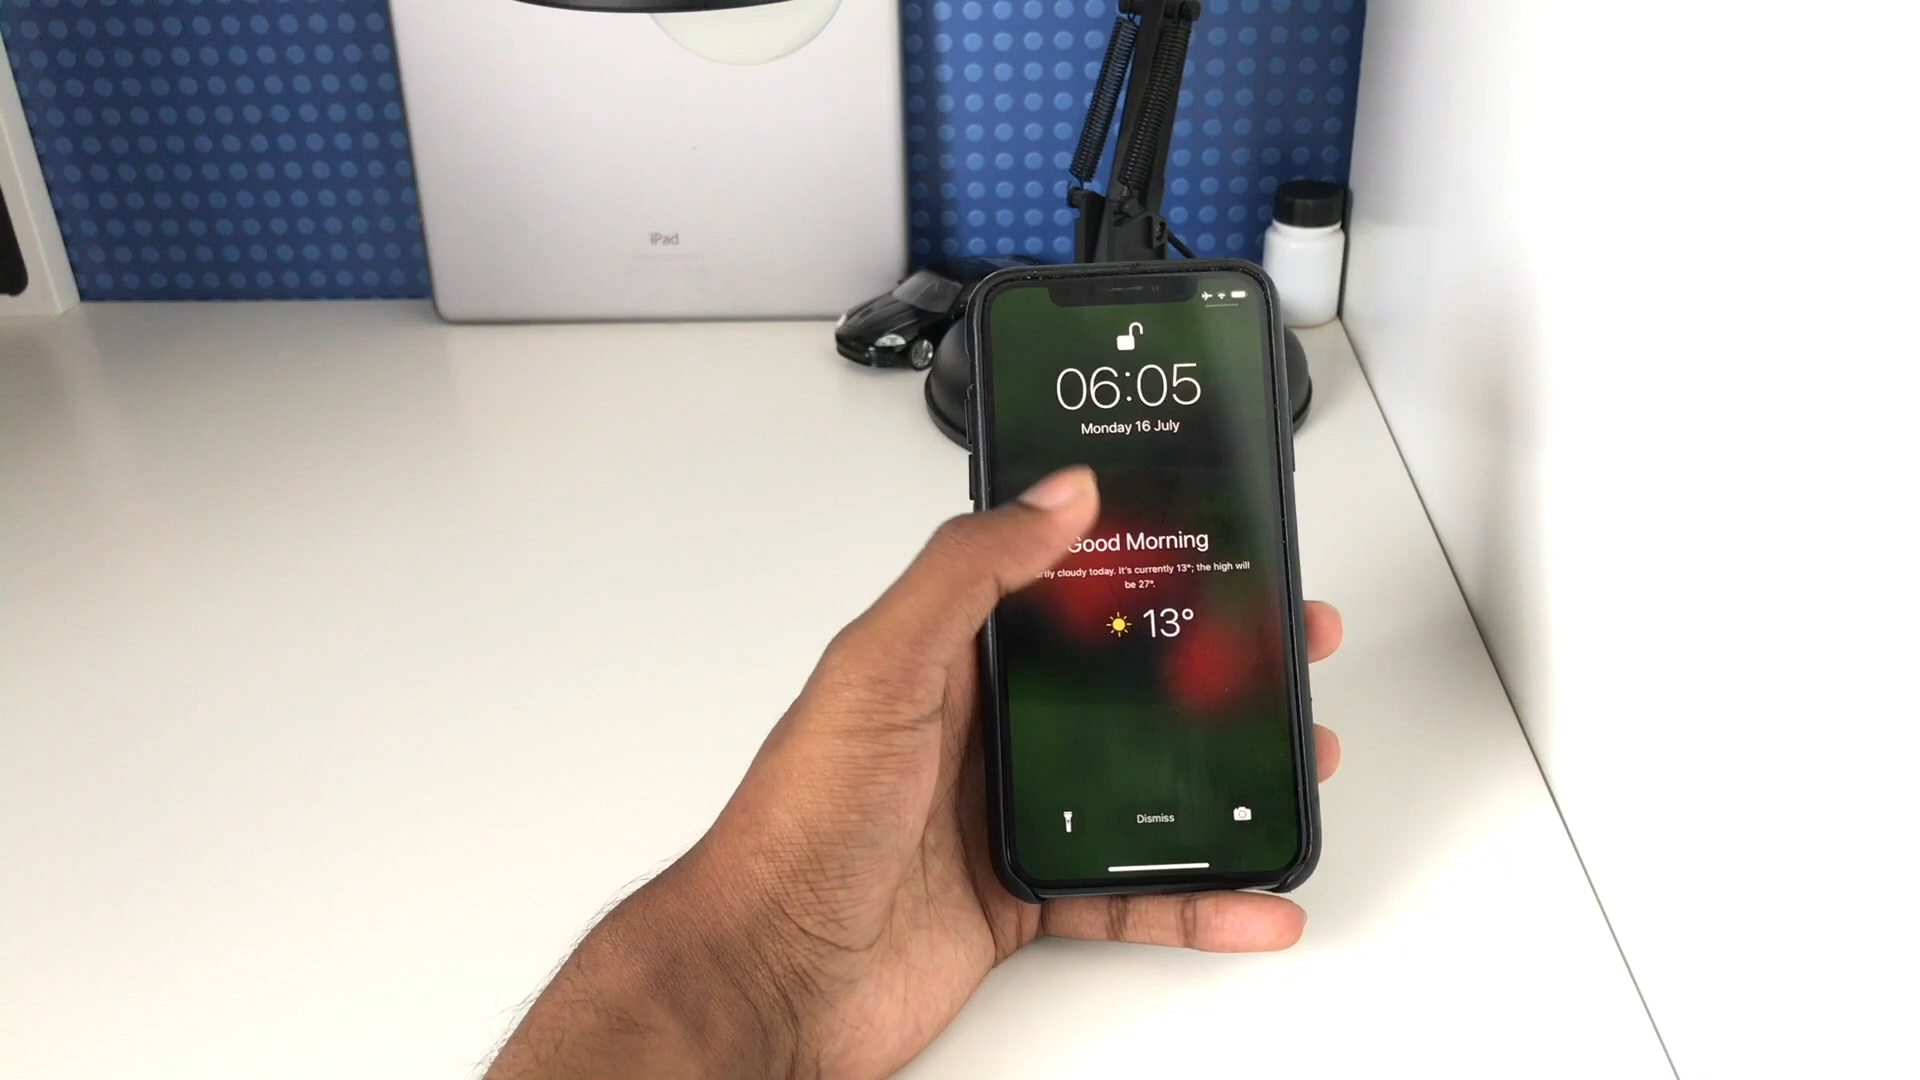 iPad
06:05
Monday 16 July
Good Morning
cloudy today. It's currently 13°; the high will
be 27°.
13°
Dismiss